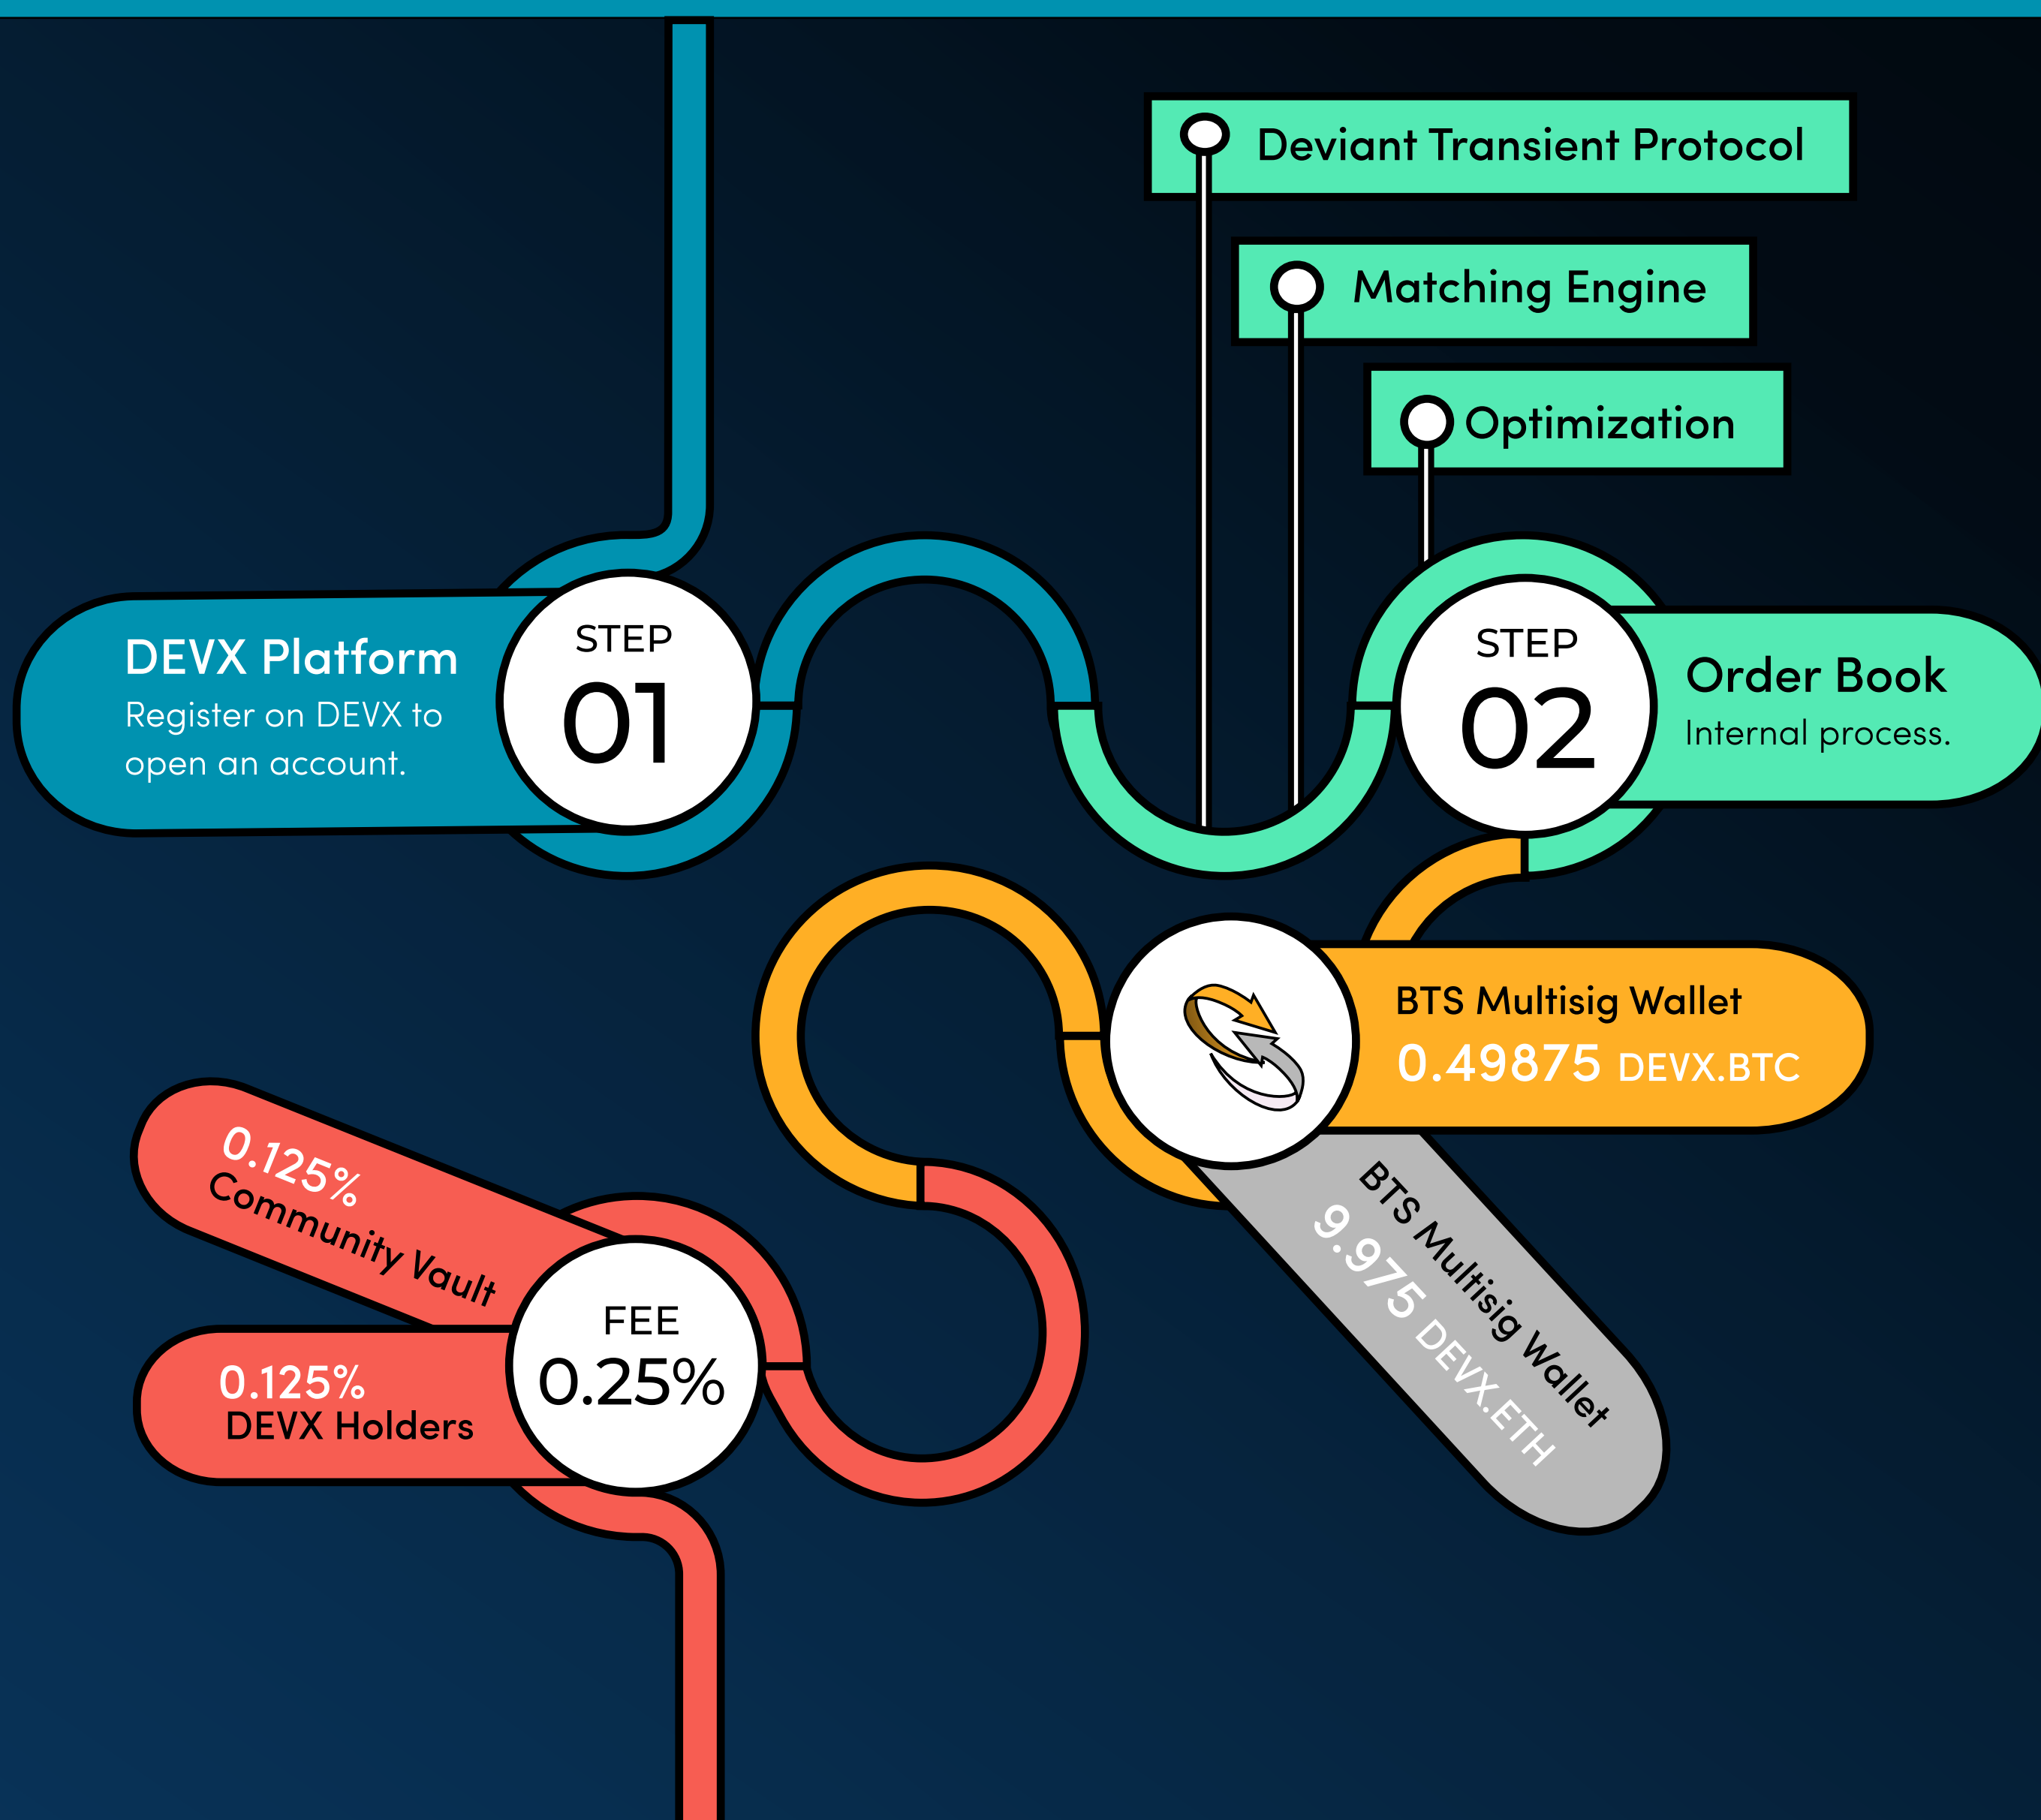 Deviant Transient Protocol
Matching Engine
Optimization
DEVX Platform
Register on DEVX to
open an account.
STEP
01
STEP
02
Order Book
Internal process.
BTS Multisig Wallet
0.49875 DEVX.BTC
BTS Multisig Wallet
9.975 DEVX.ETH
0.125%
Community Vault
FEE
0.25%
0.125%
DEVX Holders